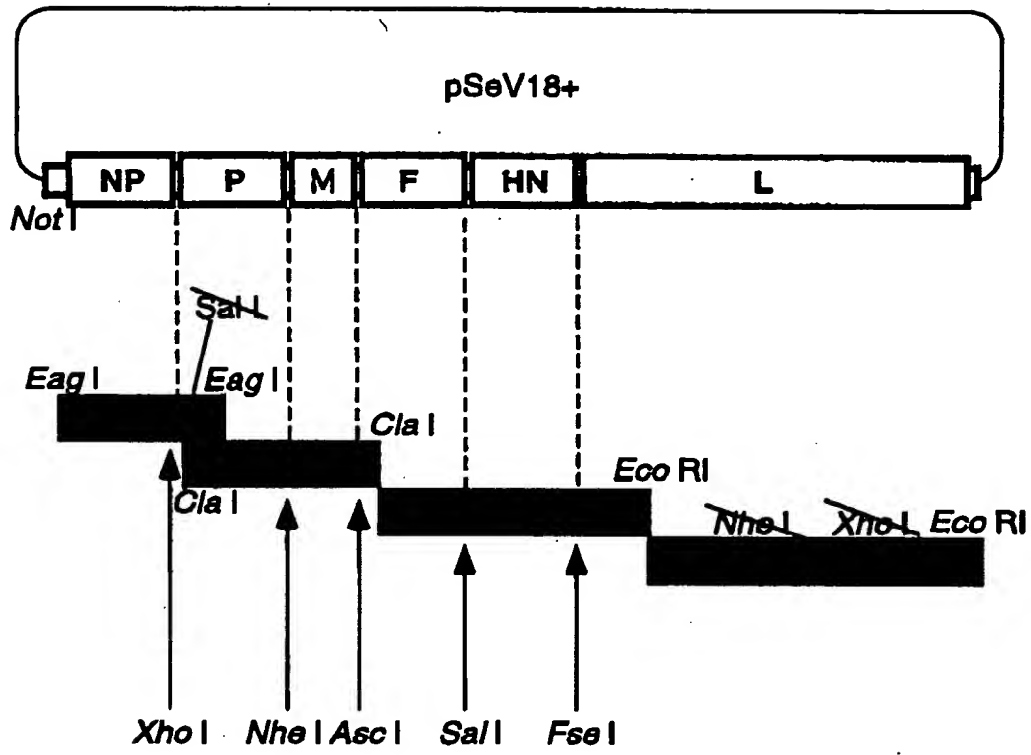 pSeV18+
NP P M F HN L
Not I
Sal I
Eag I Eag I
Cla I
Cla I
Eco RI
Nhe I Xho I Eco RI
Xho I Nhe I Asc I Sal I Fse I